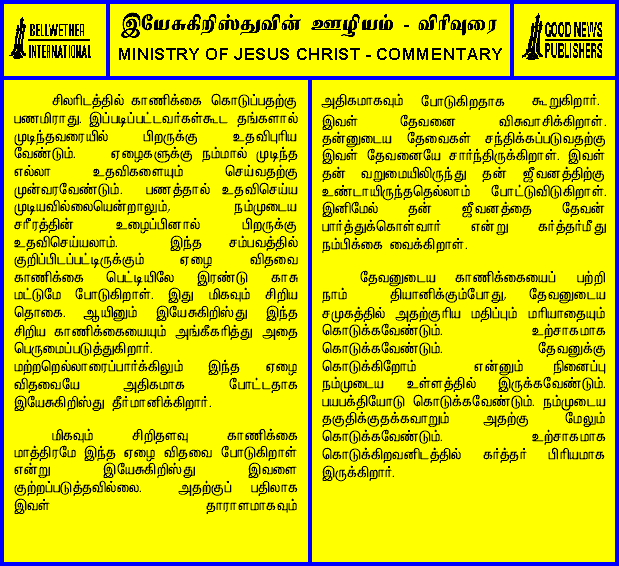 BELLWETHER
INTERNATIONAL
இயேசுகிறிஸ்துவின் ஊழியம் - விரிவுரை
MINISTRY OF JESUS CHRIST - COMMENTARY
GOOD NEWS
PUBLISHERS
சிலரிடத்தில் காணிக்கை கொடுப்பதற்கு
பணமிராது. இப்படிப்பட்டவர்கள்கூட தங்களால்
முடிந்தவரையில் பிறருக்கு உதவிபுரிய
வேண்டும். ஏழைகளுக்கு நம்மால் முடிந்த
எல்லா உதவிகளையும் செய்வதற்கு
முன்வரவேண்டும். பணத்தால் உதவிசெய்ய
முடியவில்லையென்றாலும், நம்முடைய
சரீரத்தின் உழைப்பினால் பிறருக்கு
உதவிசெய்யலாம். இந்த சம்பவத்தில்
குறிப்பிடப்பட்டிருக்கும் ஏழை விதவை
காணிக்கை பெட்டியிலே இரண்டு காசு
மட்டுமே போடுகிறாள். இது மிகவும் சிறிய
தொகை. ஆயினும் இயேசுகிறிஸ்து இந்த
சிறிய காணிக்கையையும் அங்கீகரித்து அதை
பெருமைப்படுத்துகிறார்.
மற்றறெல்லாரைப்பார்க்கிலும் இந்த ஏழை
விதவையே அதிகமாக போட்டதாக
இயேசுகிறிஸ்து தீர்மானிக்கிறார்.
மிகவும் சிறிதளவு காணிக்கை
மாத்திரமே இந்த ஏழை விதவை போடுகிறாள்
என்று இயேசுகிறிஸ்து இவளை
குற்றப்படுத்தவில்லை. அதற்குப் பதிலாக
இவள் தாராளமாகவும்
அதிகமாகவும் போடுகிறதாக கூறுகிறார்.
இவள் தேவனை விசுவாசிக்கிறாள்.
தன்னுடைய தேவைகள் சந்திக்கப்படுவதற்கு
இவள் தேவனையே சார்ந்திருக்கிறாள். இவள்
தன் வறுமையிலிருந்து தன் ஜீவனத்திற்கு
உண்டாயிருந்ததெல்லாம் போட்டுவிடுகிறாள்.
இனிமேல் தன் ஜீவனத்தை தேவன்
பார்த்துக்கொள்வார் என்று கர்த்தர்மீது
நம்பிக்கை வைக்கிறாள்.
தேவனுடைய காணிக்கையைப் பற்றி
நாம் தியானிக்கும்போது, தேவனுடைய
சமுகத்தில் அதற்குரிய மதிப்பும் மரியாதையும்
கொடுக்கவேண்டும். உற்சாகமாக
கொடுக்கவேண்டும். தேவனுக்கு
கொடுக்கிறோம் என்னும் நினைப்பு
நம்முடைய உள்ளத்தில் இருக்கவேண்டும்.
பயபக்தியோடு கொடுக்கவேண்டும். நம்முடைய
தகுதிக்குதக்கவாறும் அதற்கு மேலும்
கொடுக்கவேண்டும். உற்சாகமாக
கொடுக்கிறவனிடத்தில் கர்த்தர் பிரியமாக
இருக்கிறார்.